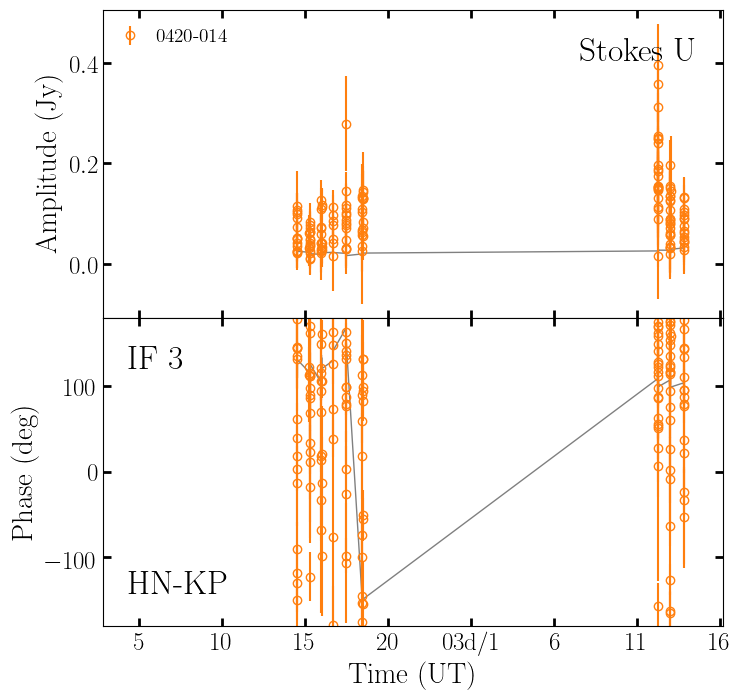 0420-014
Stokes U
0.4
0.2
0.0
Amplitude (Jy)
IF 3
100
0
−100
Phase (deg)
HN-KP
5 10 15 20 03d/1 6 11 16
Time (UT)